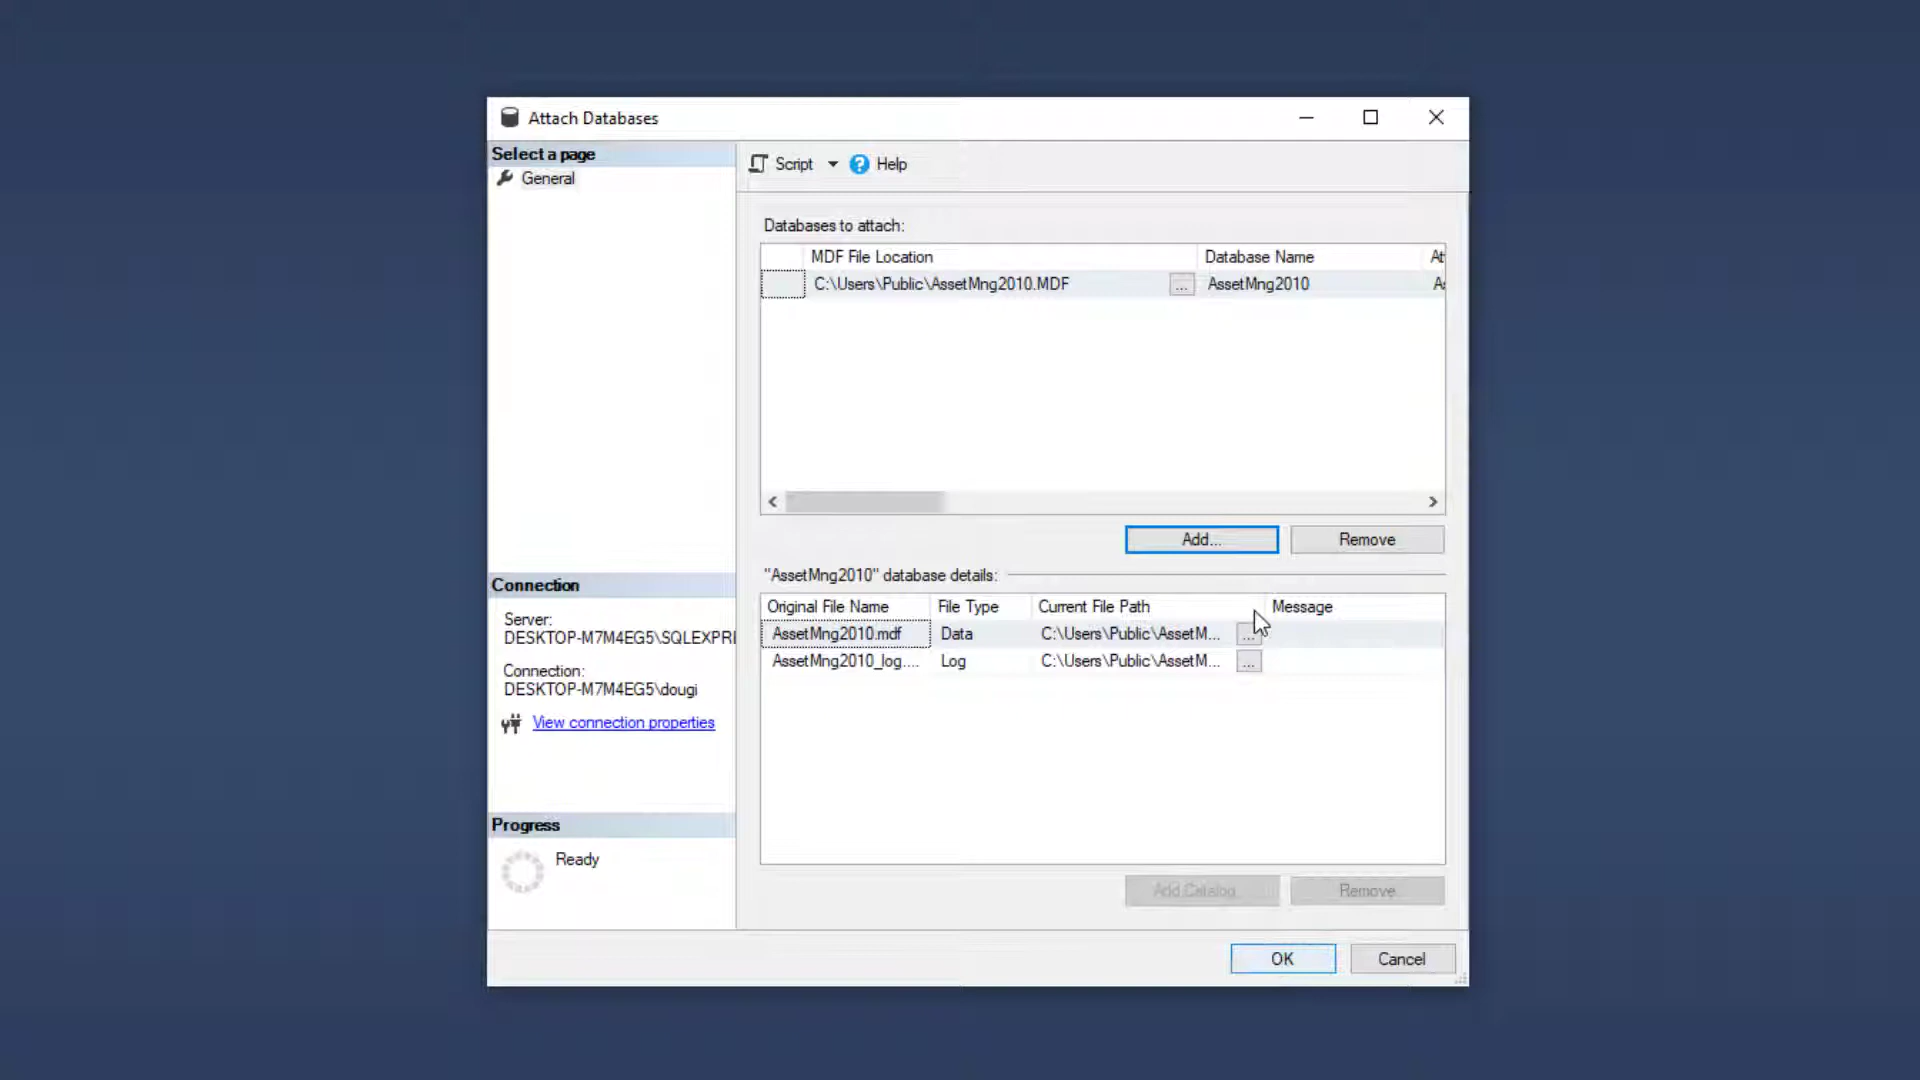 Attach Databases
Select a page
General
Script
Help
Databases to attach:
MDF File Location Database Name
C:\Users\Public\AssetMng2010.MDF ... AssetMng2010
Add... Remove
"AssetMng2010" database details:
Original File Name File Type Current File Path Message
AssetMng2010.mdf Data C:\Users\Public\AssetM... ...
AssetMng2010_log.... Log C:\Users\Public\AssetM... ...
Connection
Server:
DESKTOP-M7M4EG5\SQLEXPRE
Connection:
DESKTOP-M7M4EG5\dougi
View connection properties
Progress
Ready
Add Catalog... Remove
OK Cancel